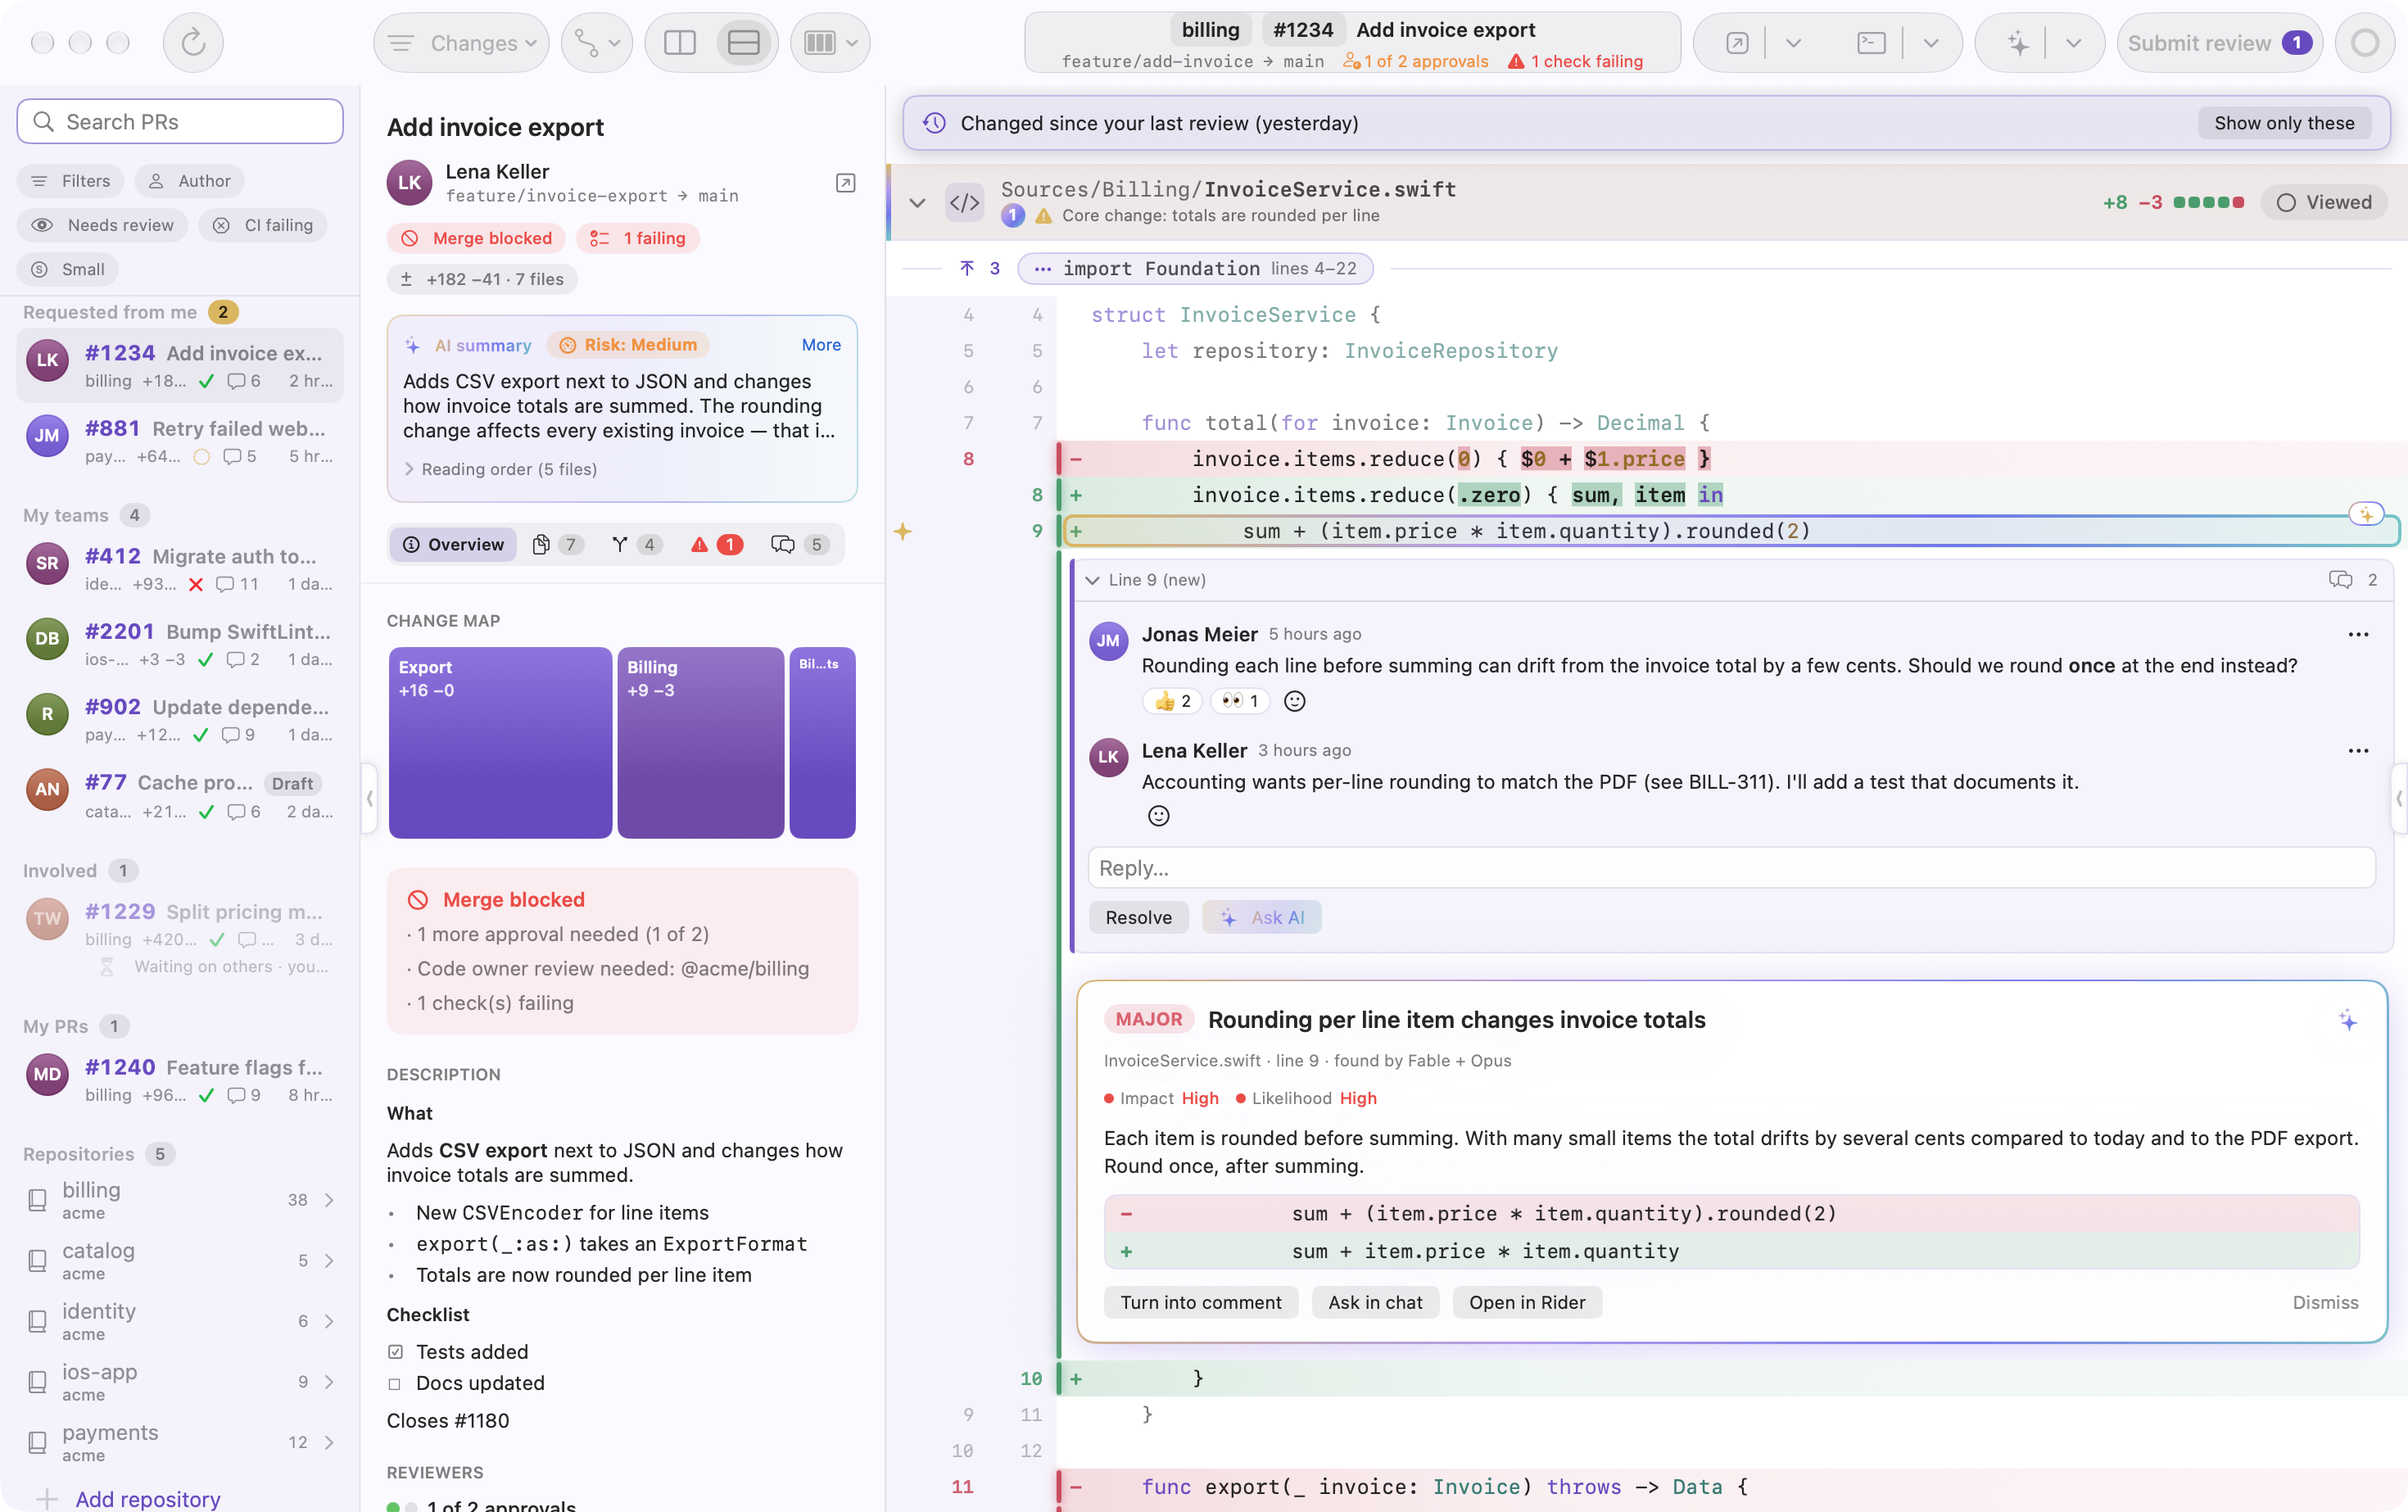 Changes
billing #1234 Add invoice export
feature/add-invoice → main 1 of 2 approvals 1 check failing
Submit review 1
Search PRs
Filters Author
Needs review CI failing
Small
Requested from me 2
LK #1234 Add invoice ex...
billing +18... 6 2 hr...
JM #881 Retry failed web...
pay... +64... 5 5 hr...
My teams 4
SR #412 Migrate auth to...
ide... +93... 11 1 da...
DB #2201 Bump SwiftLint...
ios-... +3 −3 2 1 da...
R #902 Update depende...
pay... +12... 9 1 da...
AN #77 Cache pro... Draft
cata... +21... 6 2 da...
Involved 1
TW #1229 Split pricing m...
billing +420... ... 3 d...
Waiting on others · you...
My PRs 1
MD #1240 Feature flags f...
billing +96... 9 8 hr...
Repositories 5
billing 38
acme
catalog 5
acme
identity 6
acme
ios-app 9
acme
payments 12
acme
Add repository
Add invoice export
LK Lena Keller
feature/invoice-export → main
Merge blocked 1 failing
+182 −41 · 7 files
AI summary Risk: Medium More
Adds CSV export next to JSON and changes
how invoice totals are summed. The rounding
change affects every existing invoice — that i...
Reading order (5 files)
Overview 7 4 1 5
CHANGE MAP
Export Billing Bil...ts
+16 −0 +9 −3
Merge blocked
· 1 more approval needed (1 of 2)
· Code owner review needed: @acme/billing
· 1 check(s) failing
DESCRIPTION
What
Adds CSV export next to JSON and changes how
invoice totals are summed.
• New CSVEncoder for line items
• export(_:as:) takes an ExportFormat
• Totals are now rounded per line item
Checklist
Tests added
Docs updated
Closes #1180
REVIEWERS
1 of 2 approvals
Changed since your last review (yesterday) Show only these
Sources/Billing/InvoiceService.swift
1 Core change: totals are rounded per line
+8 −3 Viewed
3 ··· import Foundation lines 4–22
4 4 struct InvoiceService {
5 5 let repository: InvoiceRepository
6 6
7 7 func total(for invoice: Invoice) -> Decimal {
8 − invoice.items.reduce(0) { $0 + $1.price }
8 + invoice.items.reduce(.zero) { sum, item in
9 + sum + (item.price * item.quantity).rounded(2)
Line 9 (new) 2
JM Jonas Meier 5 hours ago
Rounding each line before summing can drift from the invoice total by a few cents. Should we round once at the end instead?
👍 2 👀 1
LK Lena Keller 3 hours ago
Accounting wants per-line rounding to match the PDF (see BILL-311). I'll add a test that documents it.
Reply...
Resolve Ask AI
MAJOR Rounding per line item changes invoice totals
InvoiceService.swift · line 9 · found by Fable + Opus
Impact High Likelihood High
Each item is rounded before summing. With many small items the total drifts by several cents compared to today and to the PDF export.
Round once, after summing.
− sum + (item.price * item.quantity).rounded(2)
+ sum + item.price * item.quantity
Turn into comment Ask in chat Open in Rider Dismiss
10 + }
9 11 }
10 12
11 − func export(_ invoice: Invoice) throws -> Data {